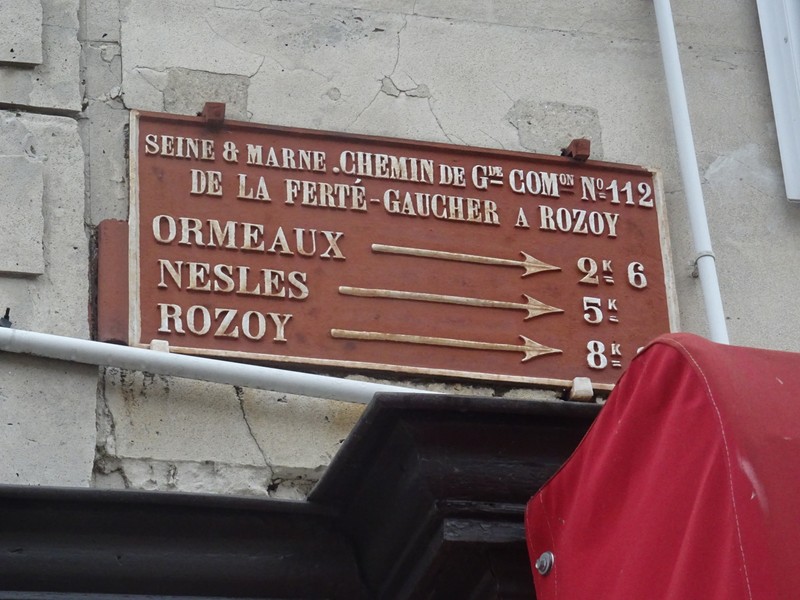 SEINE & MARNE. CHEMIN DE GDE COMON No 112
DE LA FERTÉ-GAUCHER A ROZOY
ORMEAUX 2K 6
NESLES 5K
ROZOY 8K